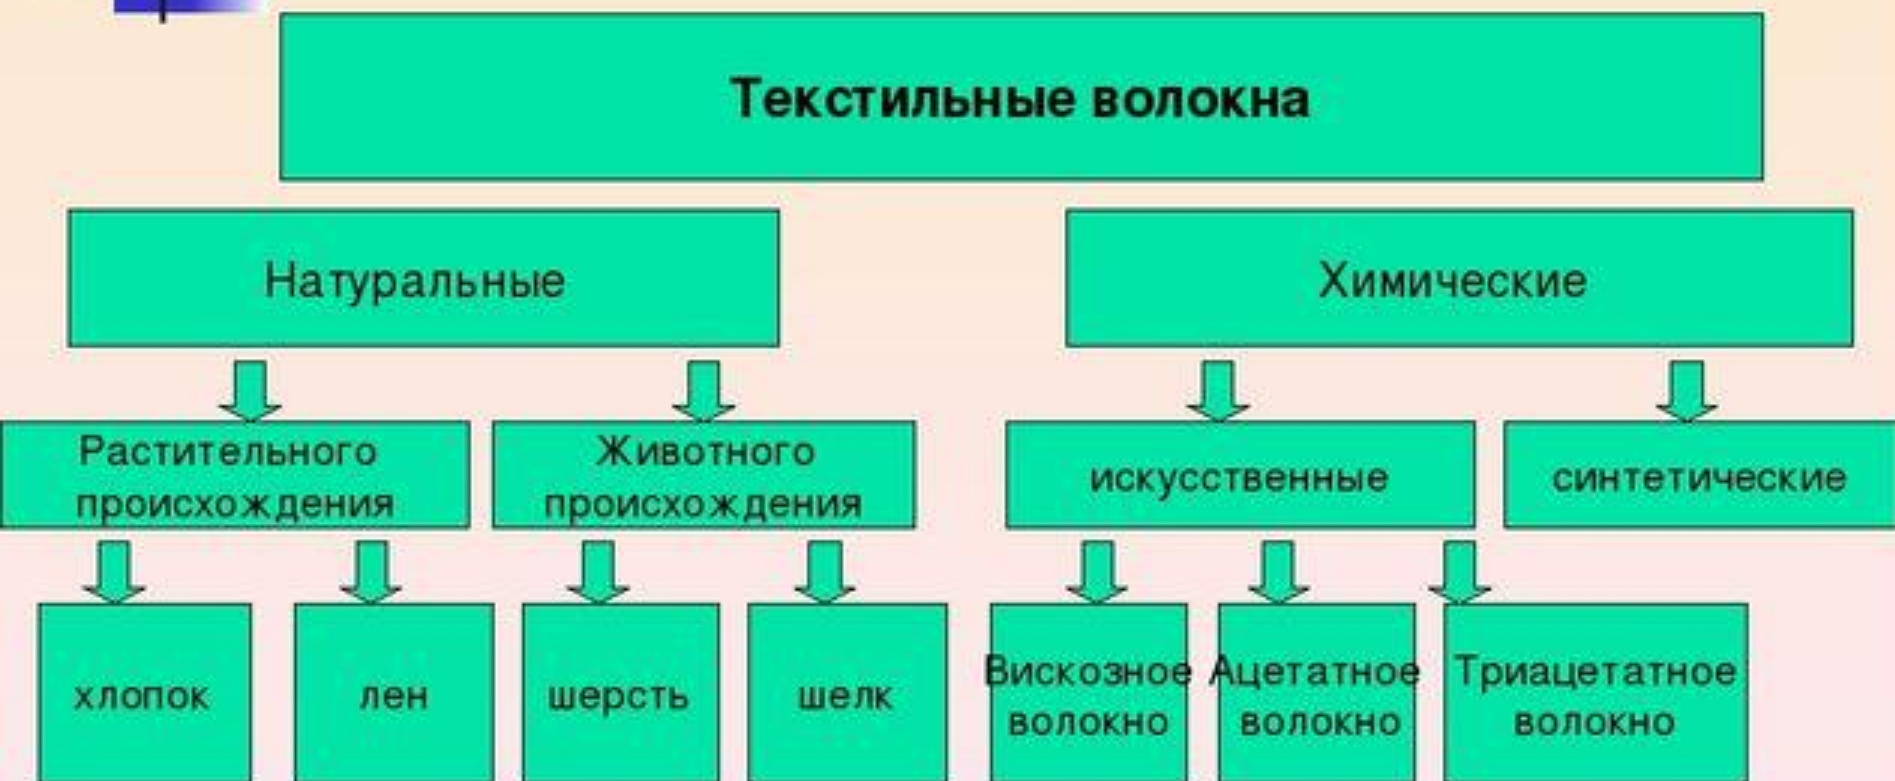 Текстильные волокна
Натуральные
Химические
Растительного
происхождения
Животного
происхождения
искусственные
синтетические
хлопок
лен
шерсть
шелк
Вискозное
волокно
Ацетатное
волокно
Триацетатное
волокно